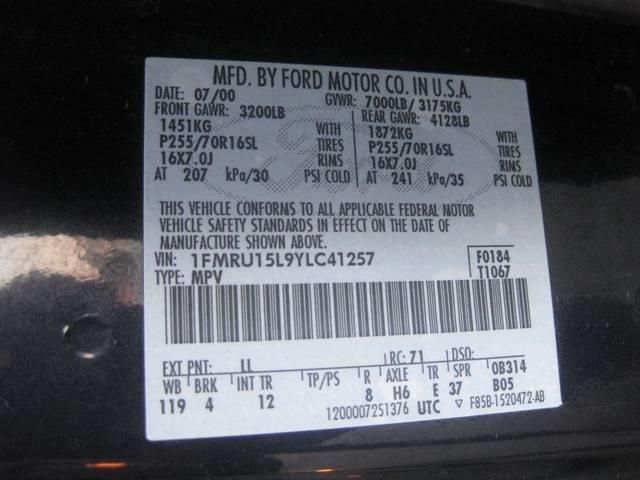 MFD. BY FORD MOTOR CO. IN U.S.A.
DATE: 07/00 GVWR: 7000LB/ 3175KG
FRONT GAWR: 3200LB REAR GAWR: 4128LB
1451KG WITH 1872KG WITH
P255/70R16SL TIRES P255/70R16SL TIRES
16X7.0J RIMS 16X7.0J RIMS
AT 207 kPa/30 PSI COLD AT 241 kPa/35 PSI COLD
THIS VEHICLE CONFORMS TO ALL APPLICABLE FEDERAL MOTOR
VEHICLE SAFETY STANDARDS IN EFFECT ON THE DATE OF
MANUFACTURE SHOWN ABOVE.
VIN: 1FMRU15L9YLC41257 F0184
TYPE: MPV T1067
EXT PNT: LL RC: 71 DSO:
WB BRK INT TR TP/PS R AXLE TR SPR 0B314
119 4 12 8 H6 E 37 B05
1200007251376 UTC ▽ F85B-1520472-AB